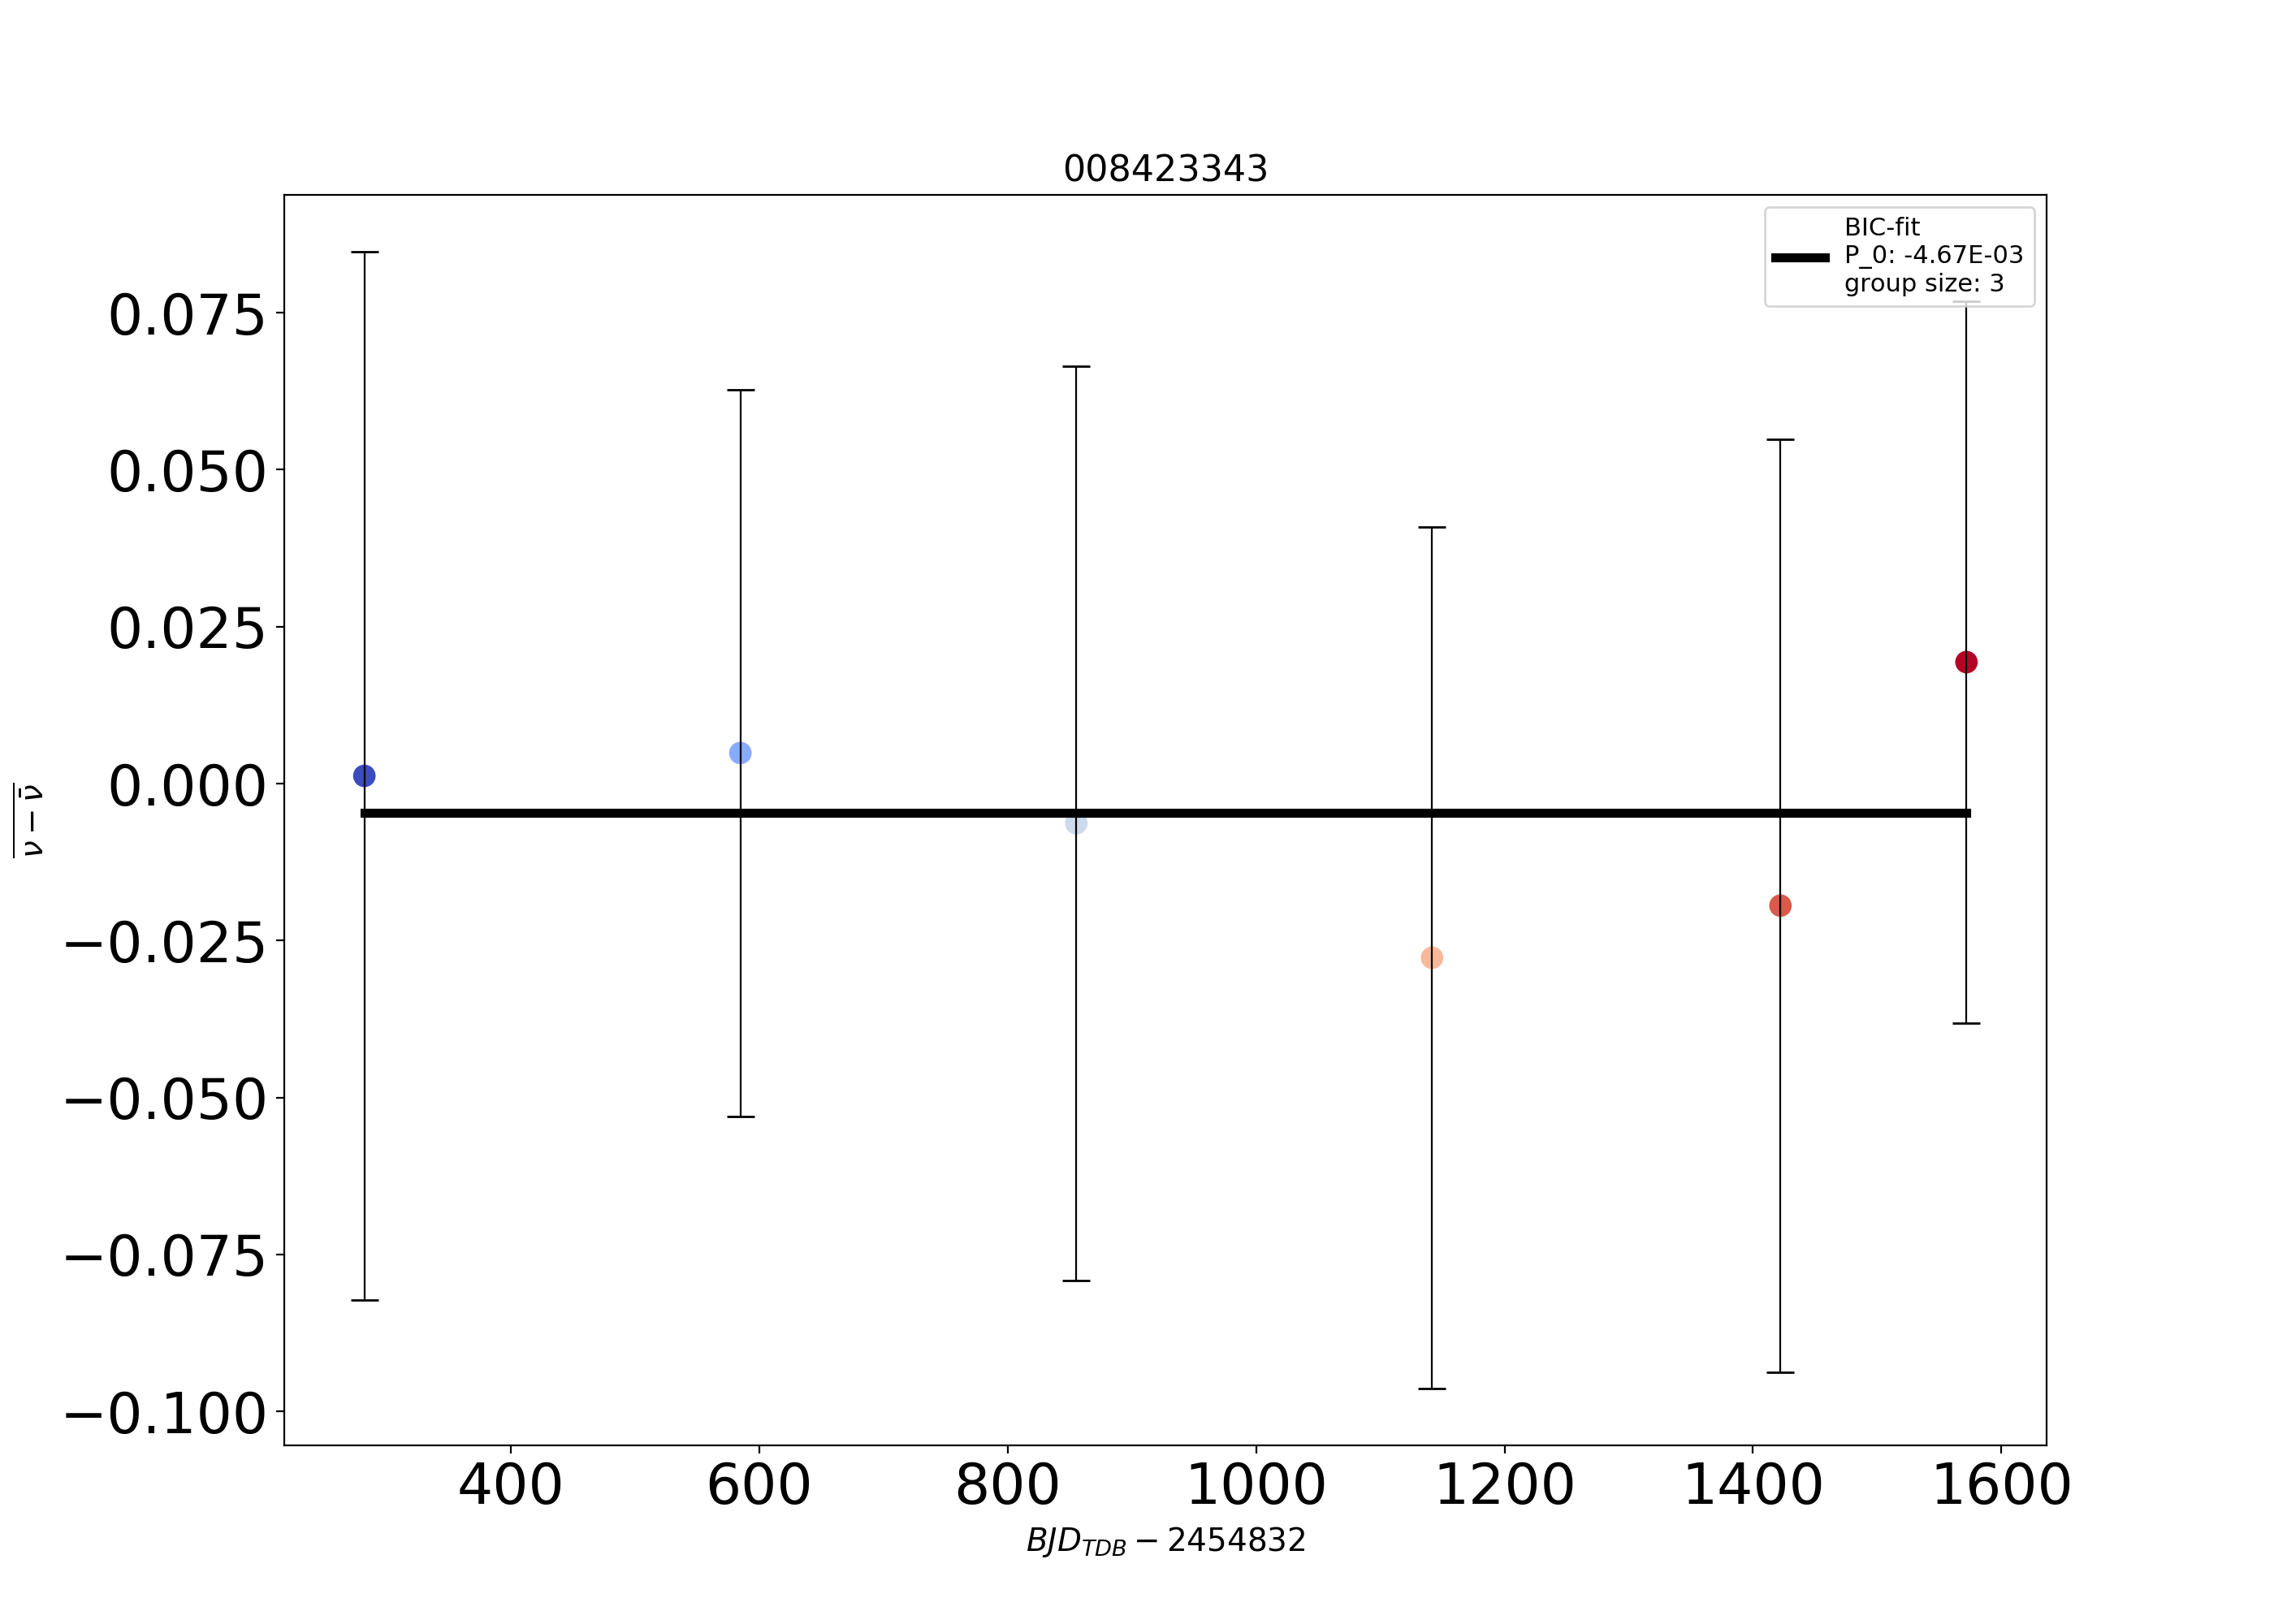 008423343
BIC-fit
P_0: -4.67E-03
group size: 3
0.075
0.050
0.025
0.000
−0.025
−0.050
−0.075
−0.100
ν − ν̄
400 600 800 1000 1200 1400 1600
BJD_TDB − 2454832